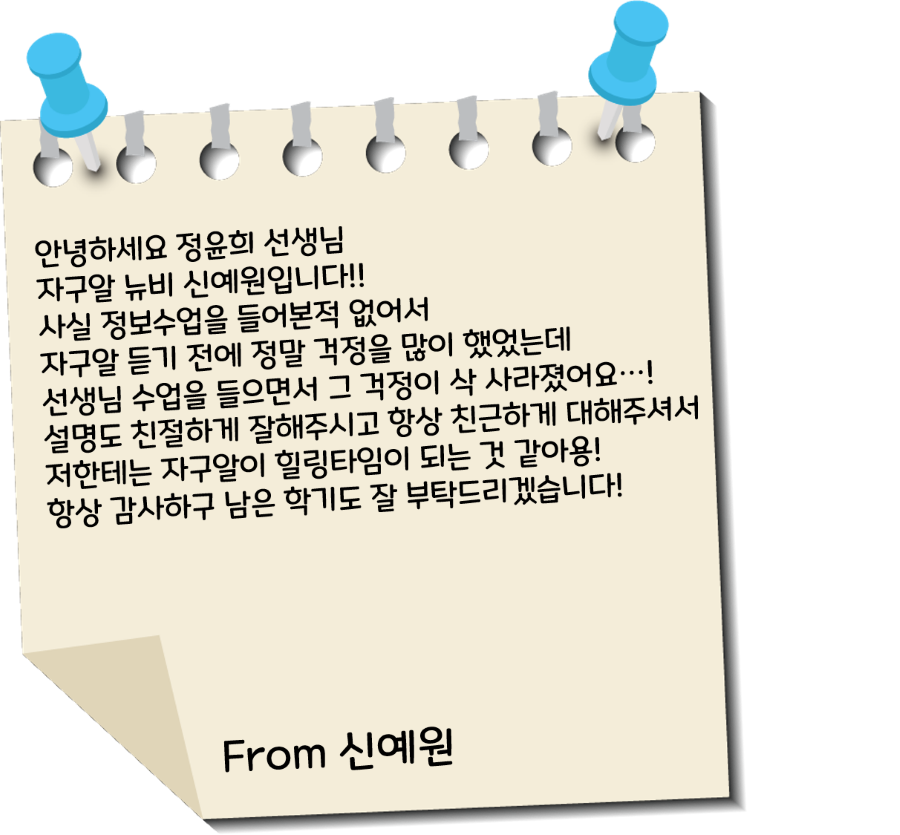 안녕하세요 정윤희 선생님
자구알 뉴비 신예원입니다!!
사실 정보수업을 들어본적 없어서
자구알 듣기 전에 정말 걱정을 많이 했었는데
선생님 수업을 들으면서 그 걱정이 삭 사라졌어요…!
설명도 친절하게 잘해주시고 항상 친근하게 대해주셔서
저한테는 자구알이 힐링타임이 되는 것 같아용!
항상 감사하구 남은 학기도 잘 부탁드리겠습니다!
From 신예원